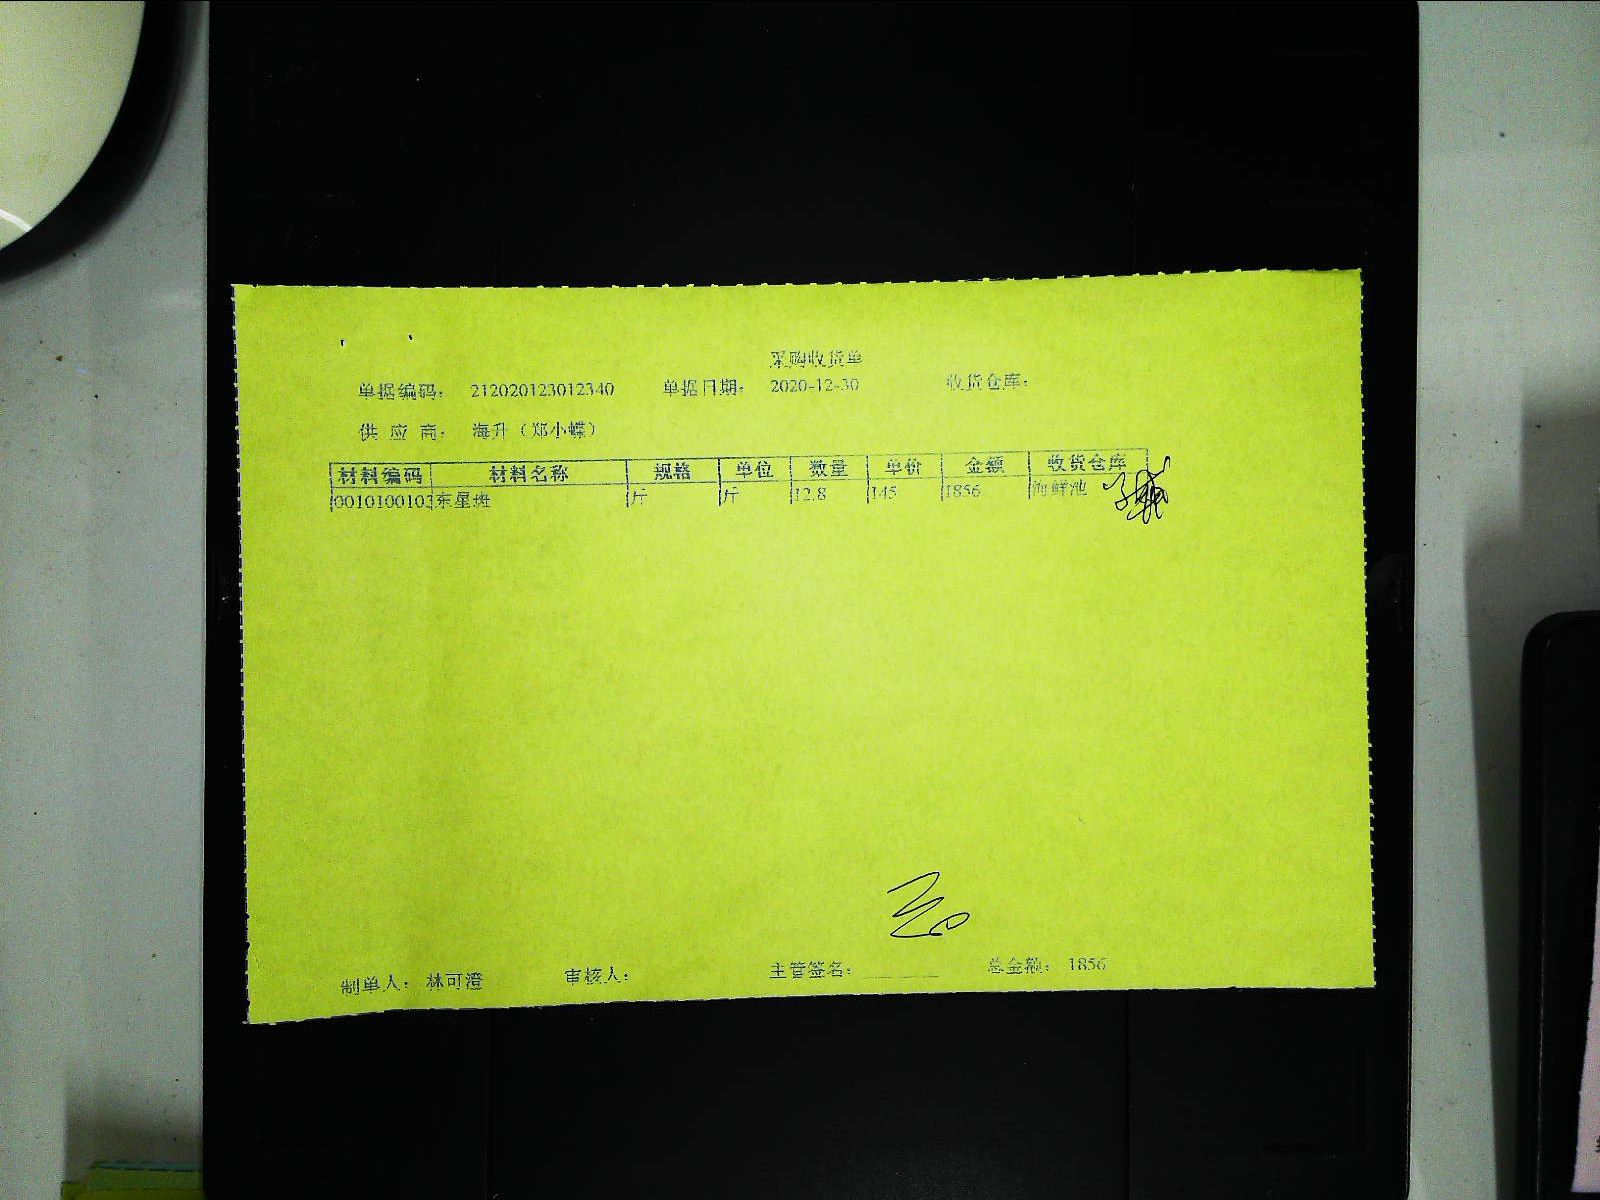 采购收货单
单据编码： 212020123012340 单据日期： 2020-12-30 收货仓库：
供 应 商： 海升（郑小蝶）
材料编码 材料名称 规格 单位 数量 单价 金额 收货仓库
0010100103 东星斑 斤 斤 12.8 145 1856 海鲜池
制单人： 林可澄 审核人： 主管签名： 总金额： 1856